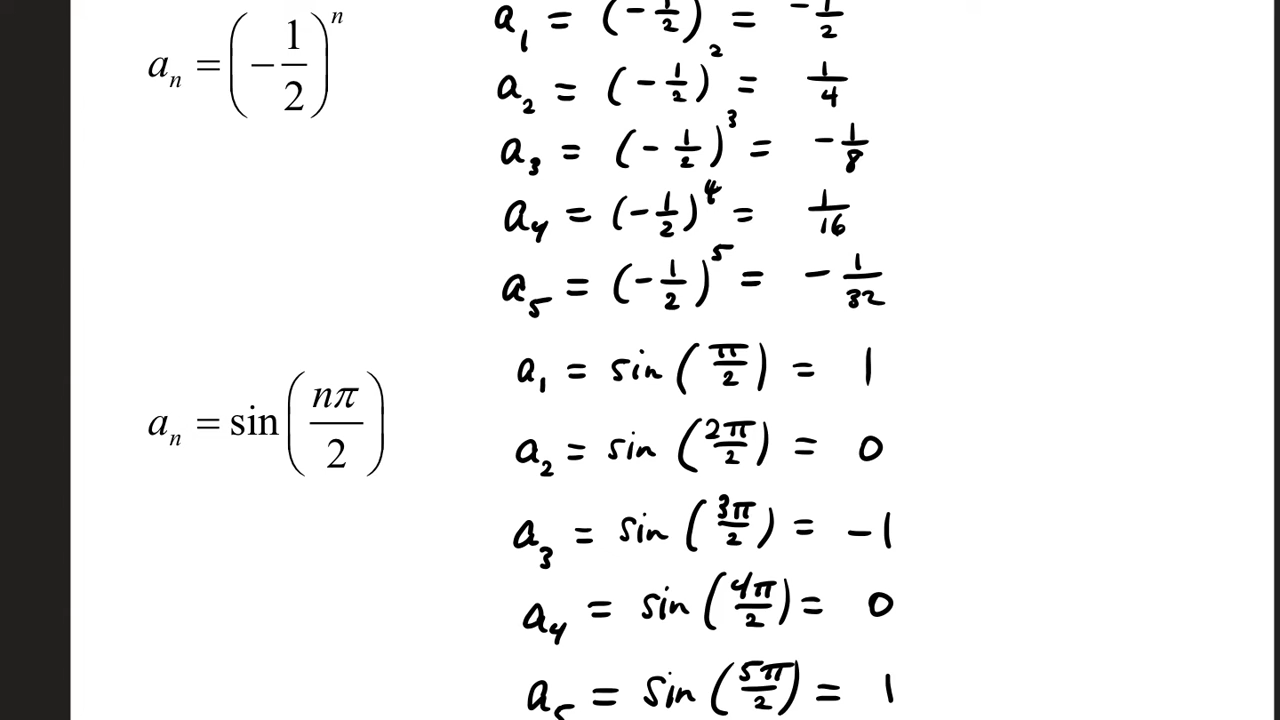 a_n = (-1/2)^n
a_1 = (-1/2) = -1/2
a_2 = (-1/2)^2 = 1/4
a_3 = (-1/2)^3 = -1/8
a_4 = (-1/2)^4 = 1/16
a_5 = (-1/2)^5 = -1/32
a_n = sin(nπ/2)
a_1 = sin(π/2) = 1
a_2 = sin(2π/2) = 0
a_3 = sin(3π/2) = -1
a_4 = sin(4π/2) = 0
a_5 = sin(5π/2) = 1